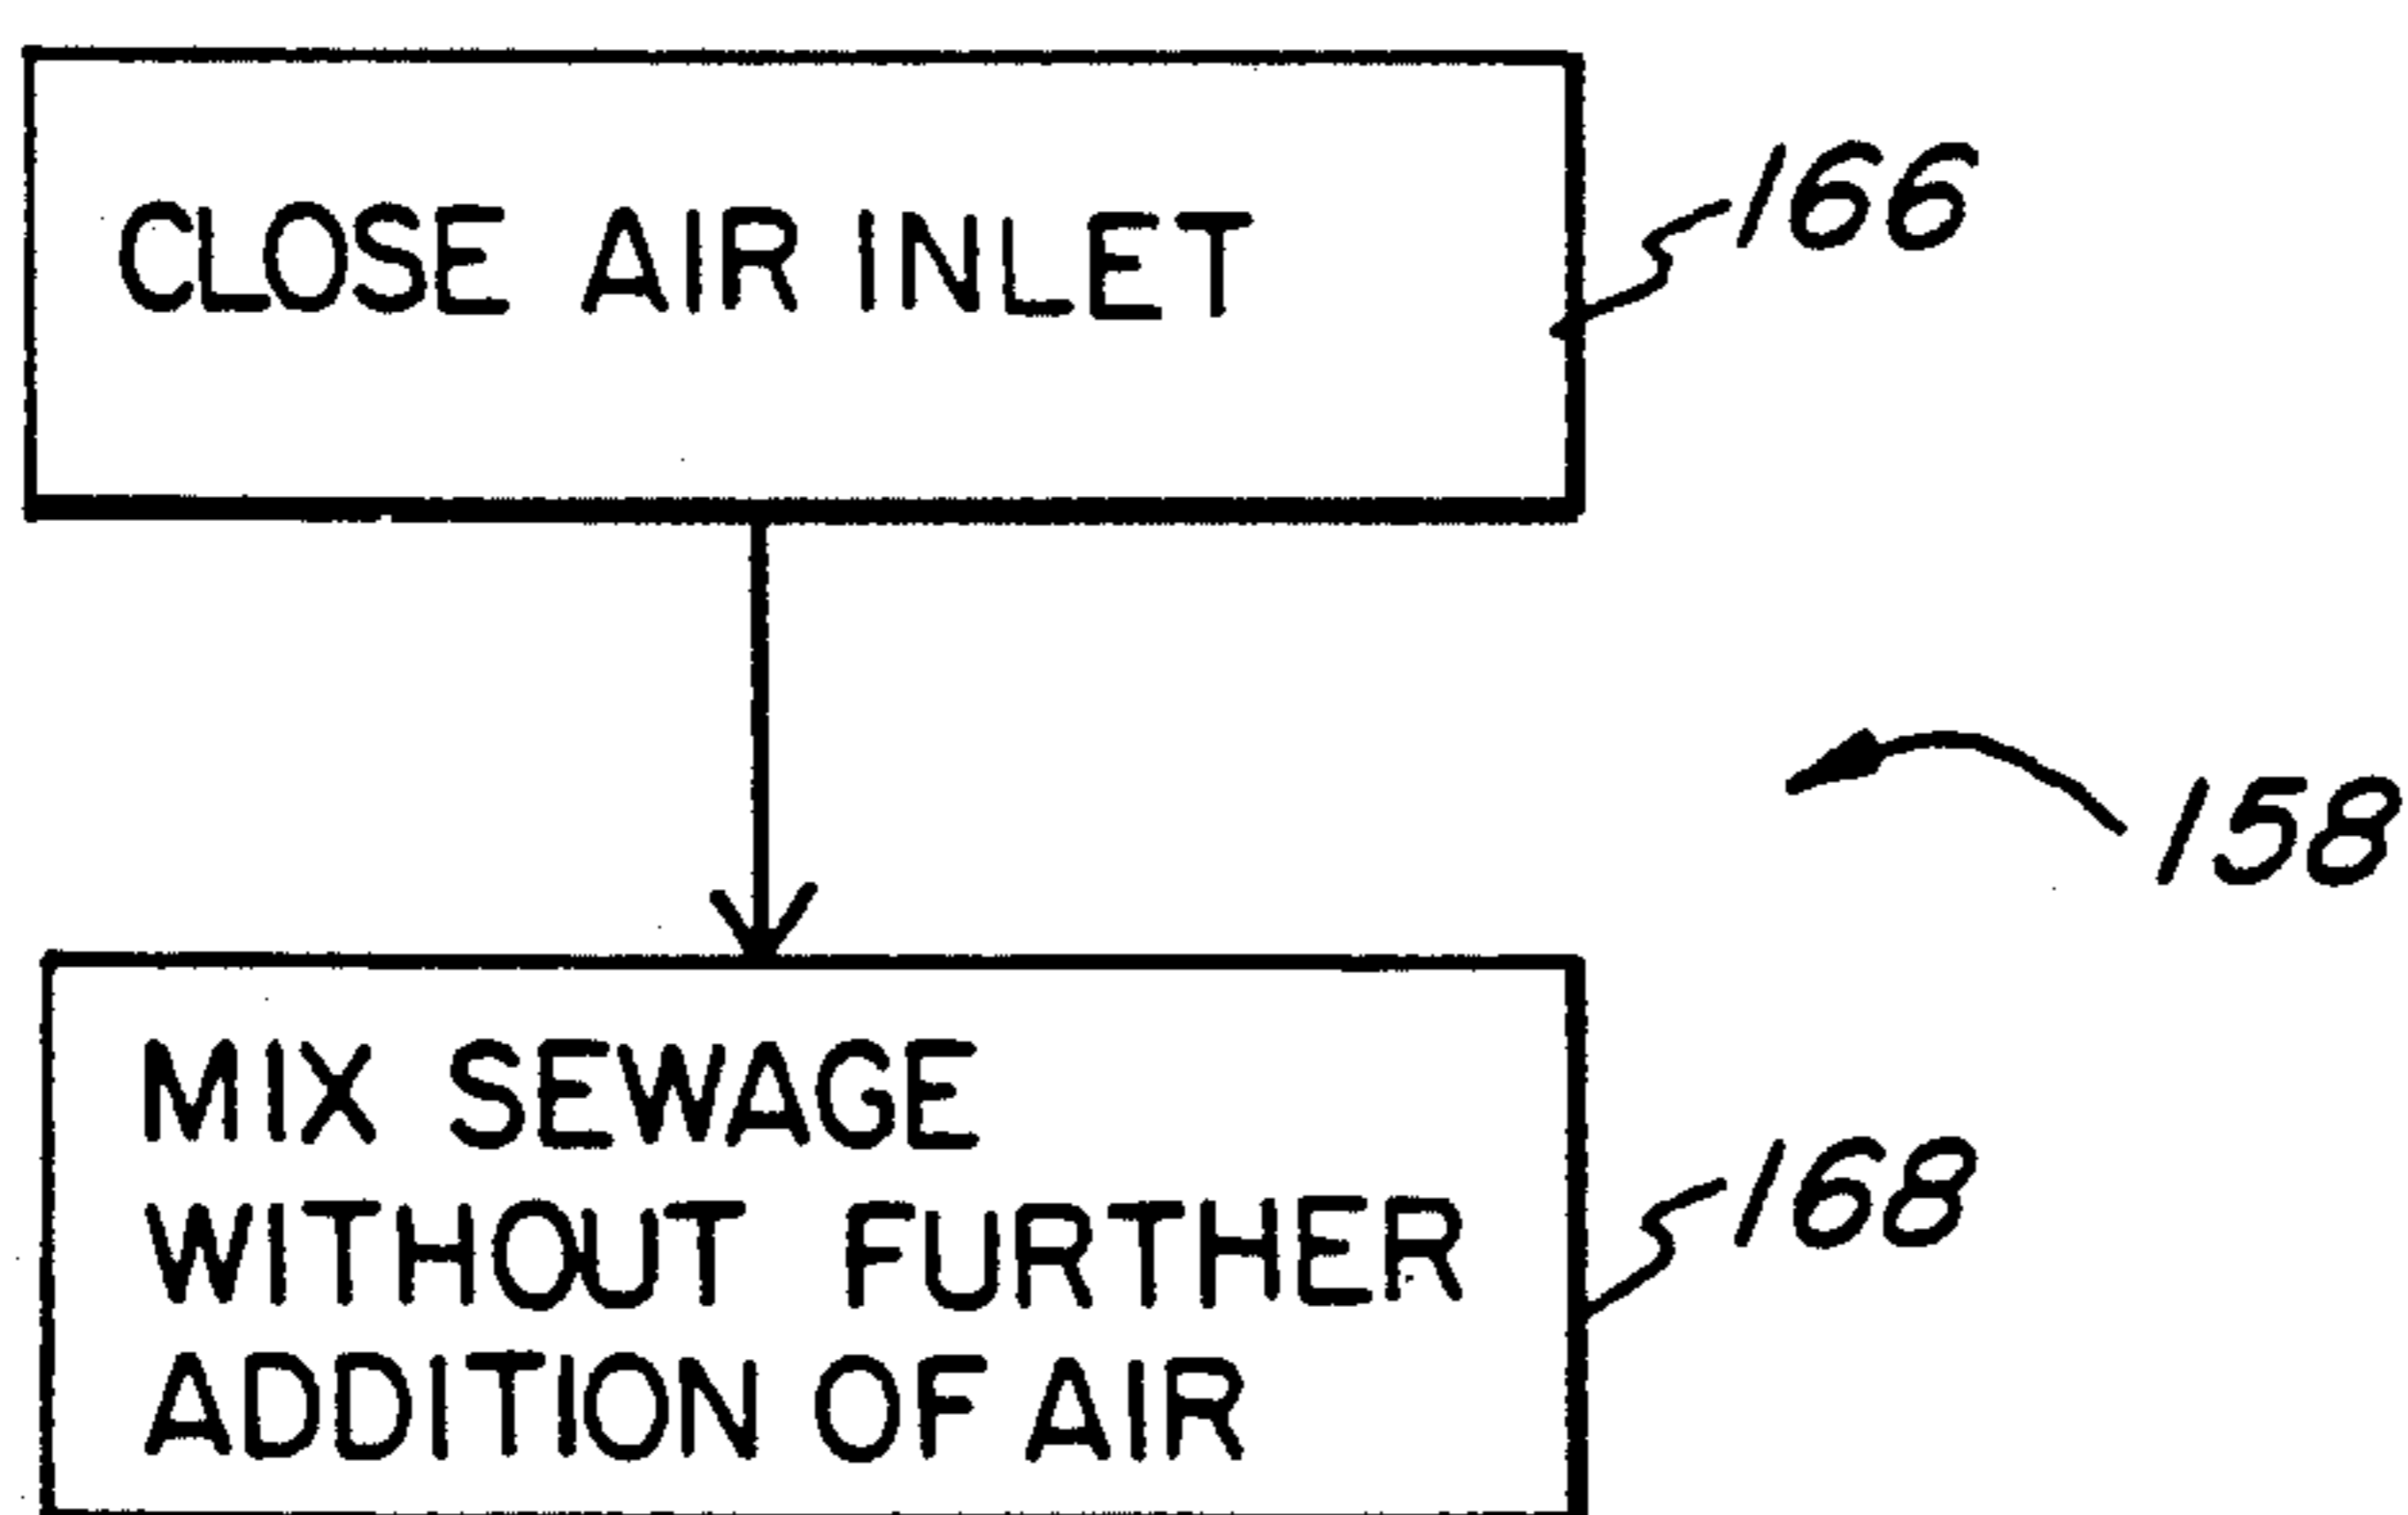 CLOSE AIR INLET
166
158
MIX SEWAGE
WITHOUT FURTHER
ADDITION OF AIR
168